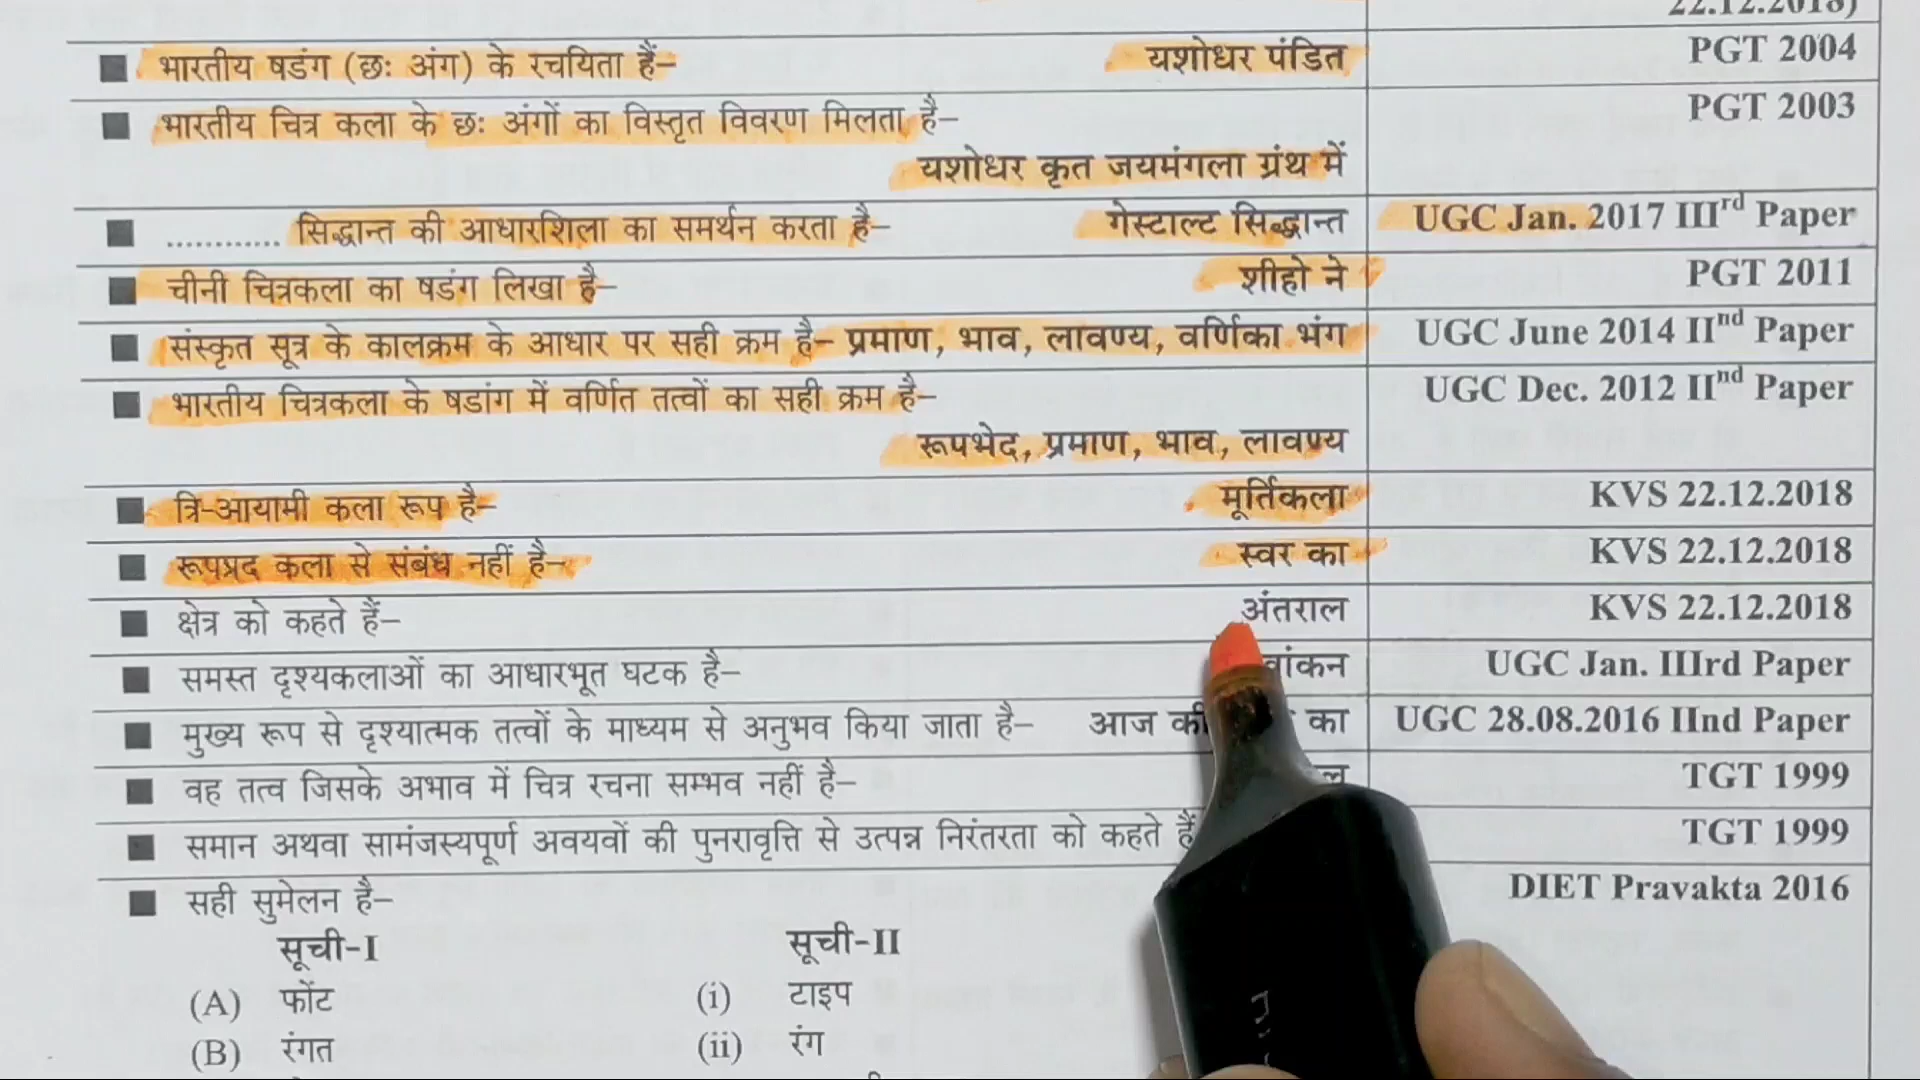 22.12.2018)
■ भारतीय षडंग (छः अंग) के रचयिता हैं– यशोधर पंडित PGT 2004
■ भारतीय चित्र कला के छः अंगों का विस्तृत विवरण मिलता है– PGT 2003
यशोधर कृत जयमंगला ग्रंथ में
■ ............ सिद्धान्त की आधारशिला का समर्थन करता है– गेस्टाल्ट सिद्धान्त UGC Jan. 2017 IIIrd Paper
■ चीनी चित्रकला का षडंग लिखा है– शीहो ने PGT 2011
■ संस्कृत सूत्र के कालक्रम के आधार पर सही क्रम है– प्रमाण, भाव, लावण्य, वर्णिका भंग UGC June 2014 IInd Paper
■ भारतीय चित्रकला के षडांग में वर्णित तत्वों का सही क्रम है– UGC Dec. 2012 IInd Paper
रूपभेद, प्रमाण, भाव, लावण्य
■ त्रि-आयामी कला रूप है– मूर्तिकला KVS 22.12.2018
■ रूपप्रद कला से संबंध नहीं है– स्वर का KVS 22.12.2018
■ क्षेत्र को कहते हैं– अंतराल KVS 22.12.2018
■ समस्त दृश्यकलाओं का आधारभूत घटक है– UGC Jan. IIIrd Paper
■ मुख्य रूप से दृश्यात्मक तत्वों के माध्यम से अनुभव किया जाता है– आज का UGC 28.08.2016 IInd Paper
■ वह तत्व जिसके अभाव में चित्र रचना सम्भव नहीं है– TGT 1999
■ समान अथवा सामंजस्यपूर्ण अवयवों की पुनरावृत्ति से उत्पन्न निरंतरता को कहते हैं TGT 1999
■ सही सुमेलन है– DIET Pravakta 2016
सूची-I सूची-II
(A) फोंट (i) टाइप
(B) रंगत (ii) रंग